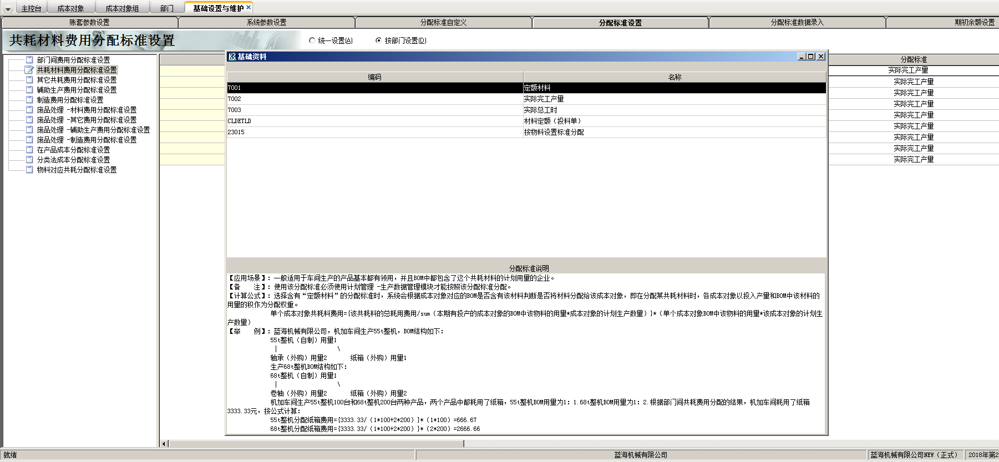 主控台 成本对象 成本对象组 部门 基础设置与维护
账套参数设置 系统参数设置 分配标准自定义 分配标准设置 分配标准数据录入 期初余额设置
共耗材料费用分配标准设置 统一设置(A) 按部门设置(D)
部门间费用分配标准设置
共耗材料费用分配标准设置
其它共耗费用分配标准设置
辅助生产费用分配标准设置
制造费用分配标准设置
废品处理 -材料费用分配标准设置
废品处理 -其它费用分配标准设置
废品处理 -辅助生产费用分配标准设置
废品处理 -制造费用分配标准设置
在产品成本分配标准设置
分类法成本分配标准设置
物料对应共耗分配标准设置
基础资料
编码 名称
7001 定额材料
7002 实际完工产量
7003 实际总工时
CLDETLD 材料定额（投料单）
23015 按物料设置标准分配
分配标准说明
【应用场景】：一般适用于车间生产的产品基本都有领用，并且BOM中都包含了这个共耗材料的计划用量的企业。
【备　　注】：使用该分配标准必须使用计划管理 -生产数据管理模块才能按照该分配标准分配。
【计算公式】：选择含有“定额材料”的分配标准时，系统会根据成本对象对应的BOM是否含有该材料判断是否将材料分配给该成本对象，即在分配某共耗材料时，各成本对象以投入产量和BOM中该材料的
用量的积作为分配权重。
单个成本对象共耗料费用={该共耗料的总耗用费用/sum（本期有投产的成本对象的BOM中该物料的用量*成本对象的计划生产数量）}*（单个成本对象BOM中该物料的用量*该成本对象的计划生
产数量）
【举　　例】：蓝海机械有限公司，机加车间生产55t整机，BOM结构如下：
55t整机（自制）用量1
| \
轴承（外购）用量2 纸箱（外购）用量1
生产68t整机BOM结构如下：
68t整机（自制）用量1
| \
卷轴（外购）用量2 纸箱（外购）用量2
机加车间生产55t整机100台和68t整机200台两种产品，两个产品中都耗用了纸箱，55t整机BOM用量为1：1.68t整机BOM用量为1：2.根据部门间共耗费用分配的结果，机加车间耗用了纸箱
3333.33元，按公式计算：
55t整机分配纸箱费用={3333.33/（1*100+2*200）}*（1*100）=666.67
68t整机分配纸箱费用={3333.33/（1*100+2*200）}*（2*200）=2666.66
分配标准
实际完工产量
实际完工产量
实际完工产量
实际完工产量
实际完工产量
实际完工产量
实际完工产量
实际完工产量
实际完工产量
就绪 蓝海机械有限公司 蓝海机械有限公司NEW（正式） 2018年第2